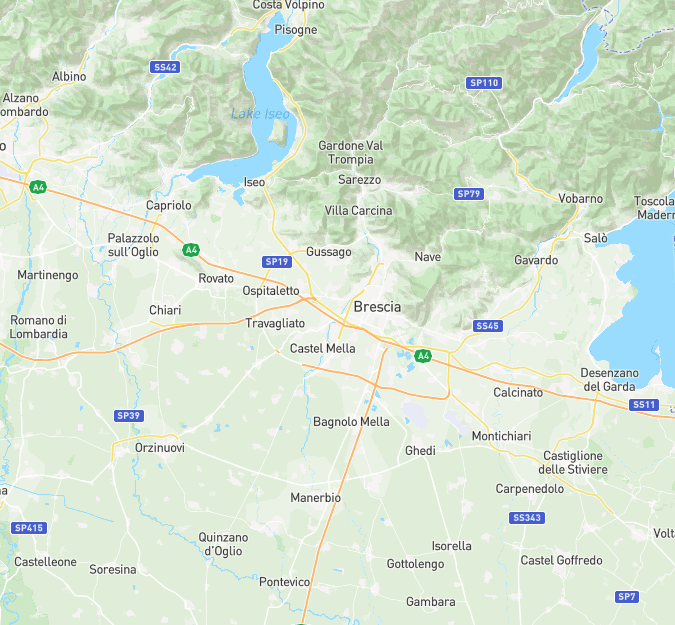 Costa Volpino
Pisogne
SS42
Albino
SP110
Alzano
ombardo
Lake Iseo
Gardone Val
Trompia
o
Sarezzo
Iseo
A4
SP79
Vobarno
Capriolo
Villa Carcina
Toscola
Madern
Palazzolo
sull'Oglio
A4
Salò
Gussago
Nave
Gavardo
SP19
Martinengo
Rovato
Ospitaletto
Chiari
Brescia
Romano di
Lombardia
Travagliato
SS45
Castel Mella
A4
Desenzano
del Garda
Calcinato
SS11
SP39
Bagnolo Mella
Orzinuovi
Ghedi
Montichiari
Castiglione
delle Stiviere
na
Manerbio
Carpenedolo
SP415
SS343
Volta
Quinzano
d'Oglio
Isorella
Castelleone
Soresina
Gottolengo
Castel Goffredo
Pontevico
Gambara
SP7